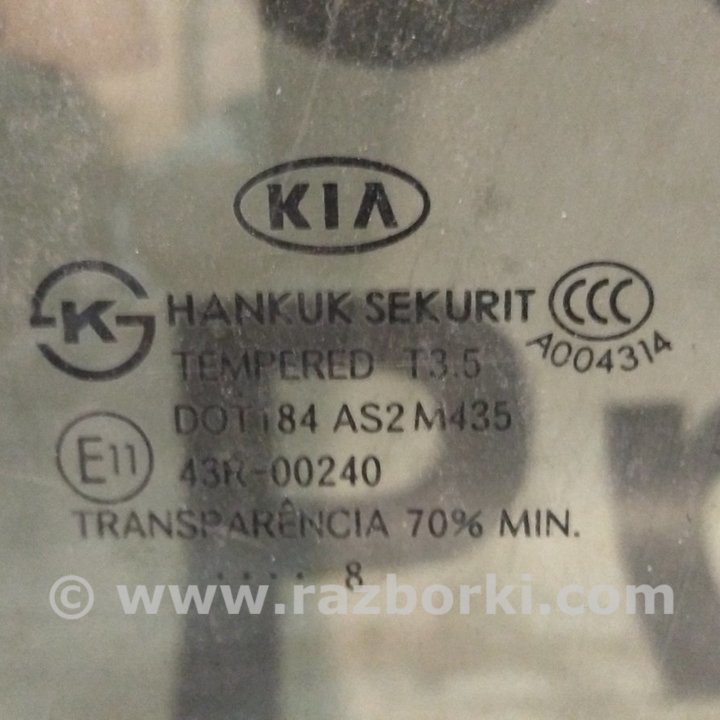 KIA
HANKUK SEKURIT CCC
TEMPERED T3.5 A004314
DOT 184 AS2 M435
E11 43R-00240
TRANSPARÊNCIA 70% MIN.
.... 8
© www.razborki.com